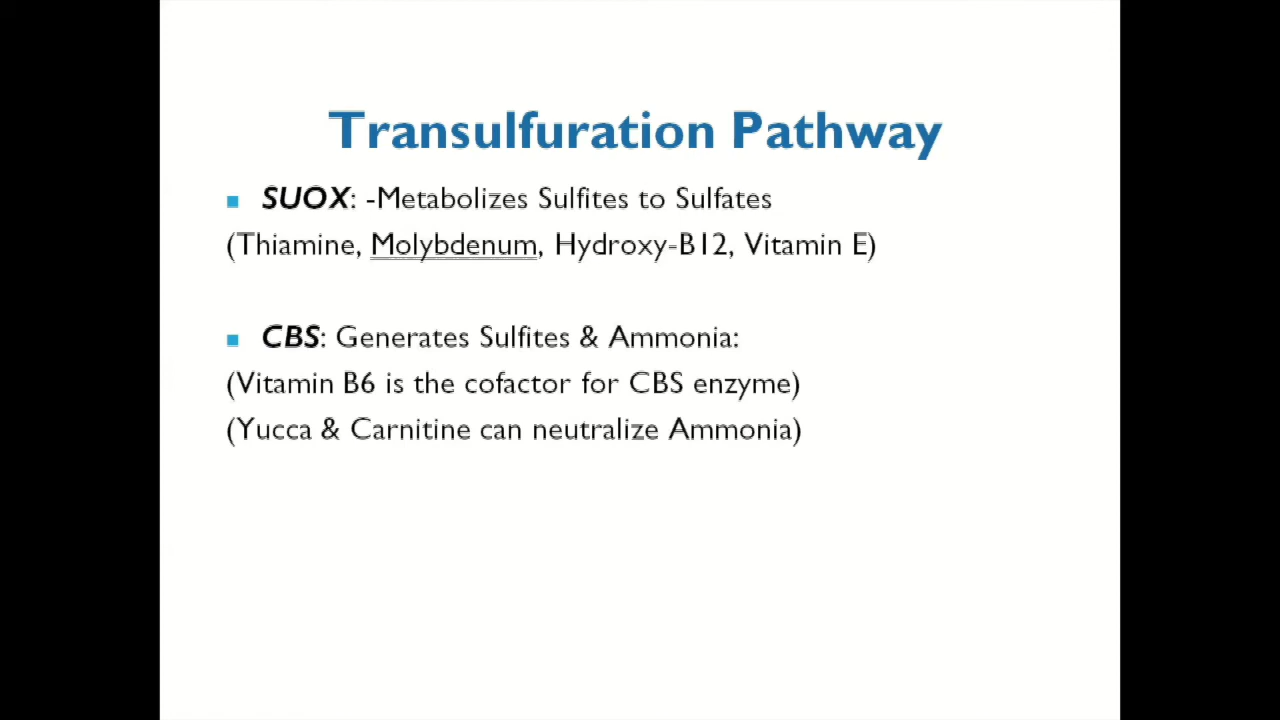 Transulfuration Pathway
SUOX: -Metabolizes Sulfites to Sulfates
(Thiamine, Molybdenum, Hydroxy-B12, Vitamin E)
CBS: Generates Sulfites & Ammonia:
(Vitamin B6 is the cofactor for CBS enzyme)
(Yucca & Carnitine can neutralize Ammonia)